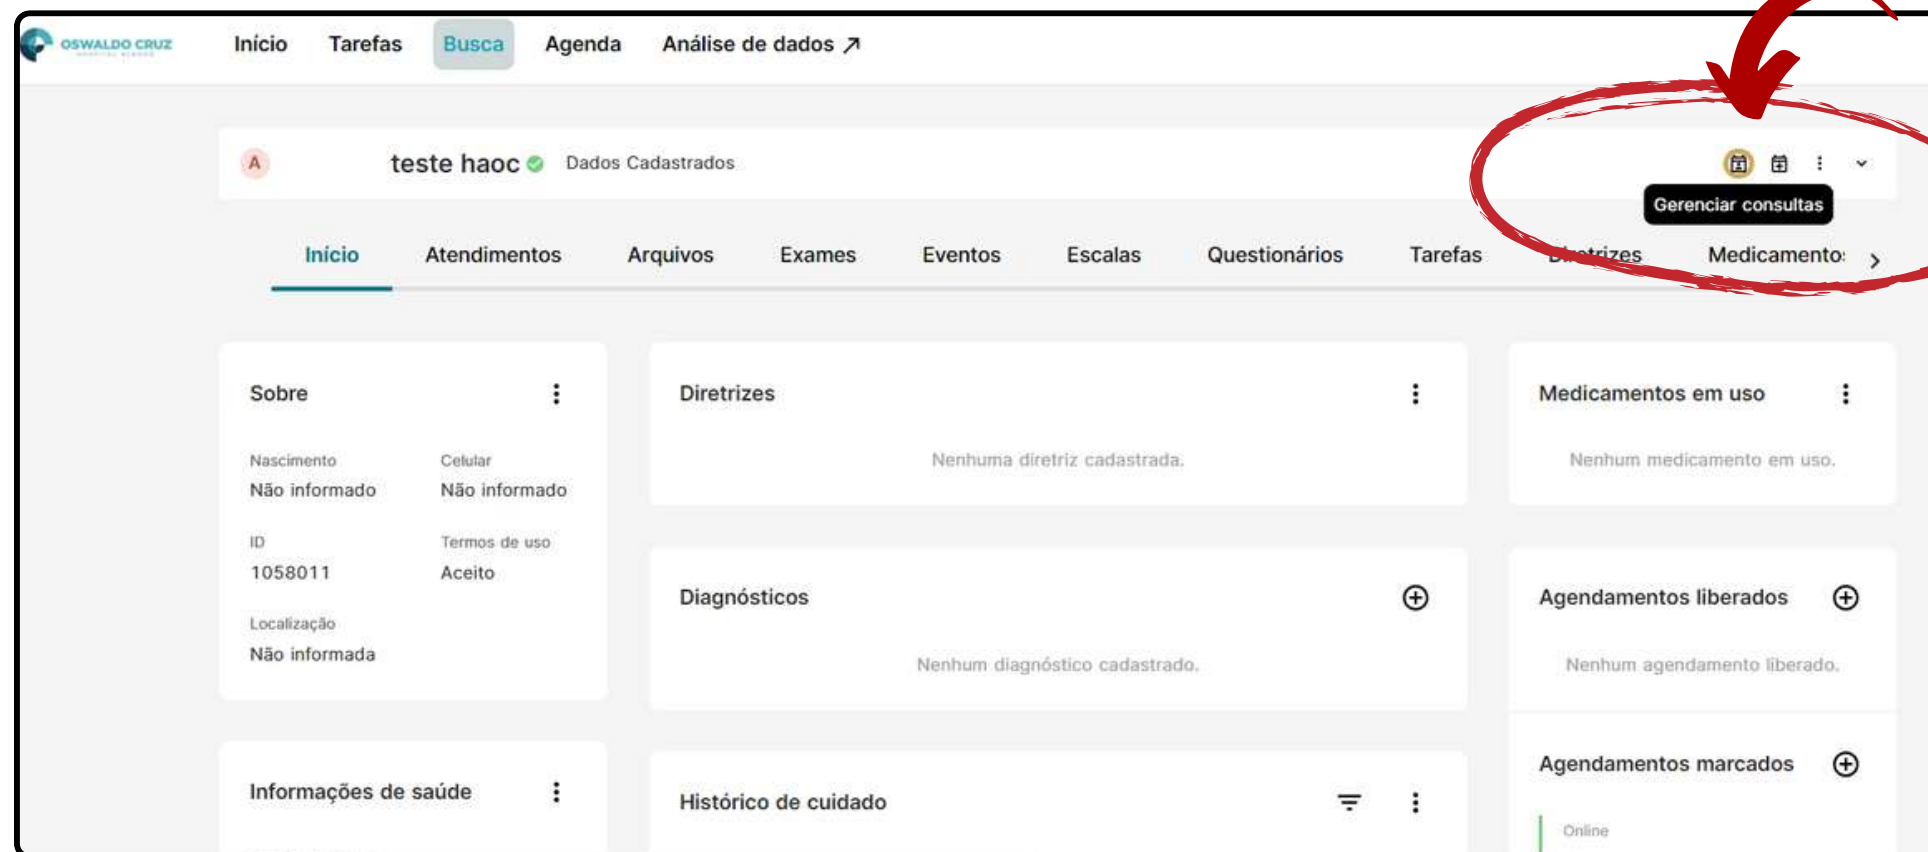 OSWALDO CRUZ
Início Tarefas Busca Agenda Análise de dados
A teste haoc Dados Cadastrados
Gerenciar consultas
Início Atendimentos Arquivos Exames Eventos Escalas Questionários Tarefas Diretrizes Medicamentos
Sobre
Nascimento Celular
Não informado Não informado
ID Termos de uso
1058011 Aceito
Localização
Não informada
Informações de saúde
Diretrizes
Nenhuma diretriz cadastrada.
Diagnósticos
Nenhum diagnóstico cadastrado.
Histórico de cuidado
Medicamentos em uso
Nenhum medicamento em uso.
Agendamentos liberados
Nenhum agendamento liberado.
Agendamentos marcados
Online